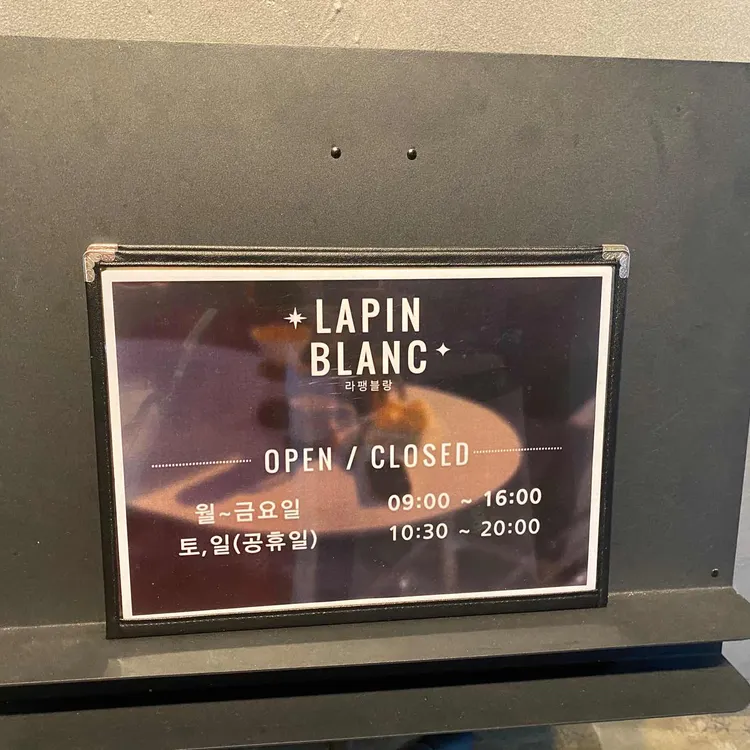 LAPIN
BLANC
라팽블랑
OPEN / CLOSED
월~금요일 09:00 ~ 16:00
토,일(공휴일) 10:30 ~ 20:00